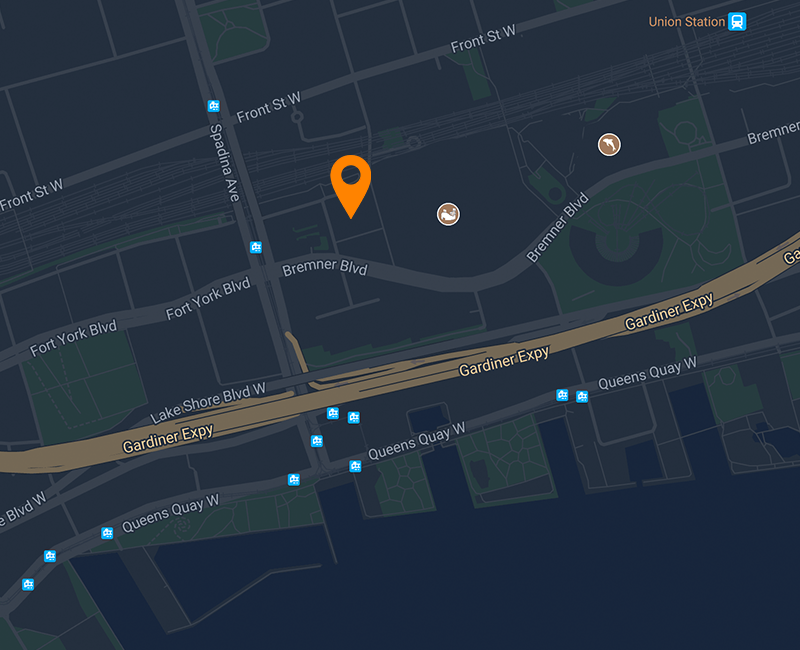 Union Station
Front St W
Front St W
Bremner
Spadina Ave
Front St W
Bremner Blvd
Bremner Blvd
Ga
Fort York Blvd
Gardiner Expy
Fort York Blvd
Gardiner Expy
Queens Quay W
Lake Shore Blvd W
Gardiner Expy
Queens Quay W
e Blvd W
Queens Quay W